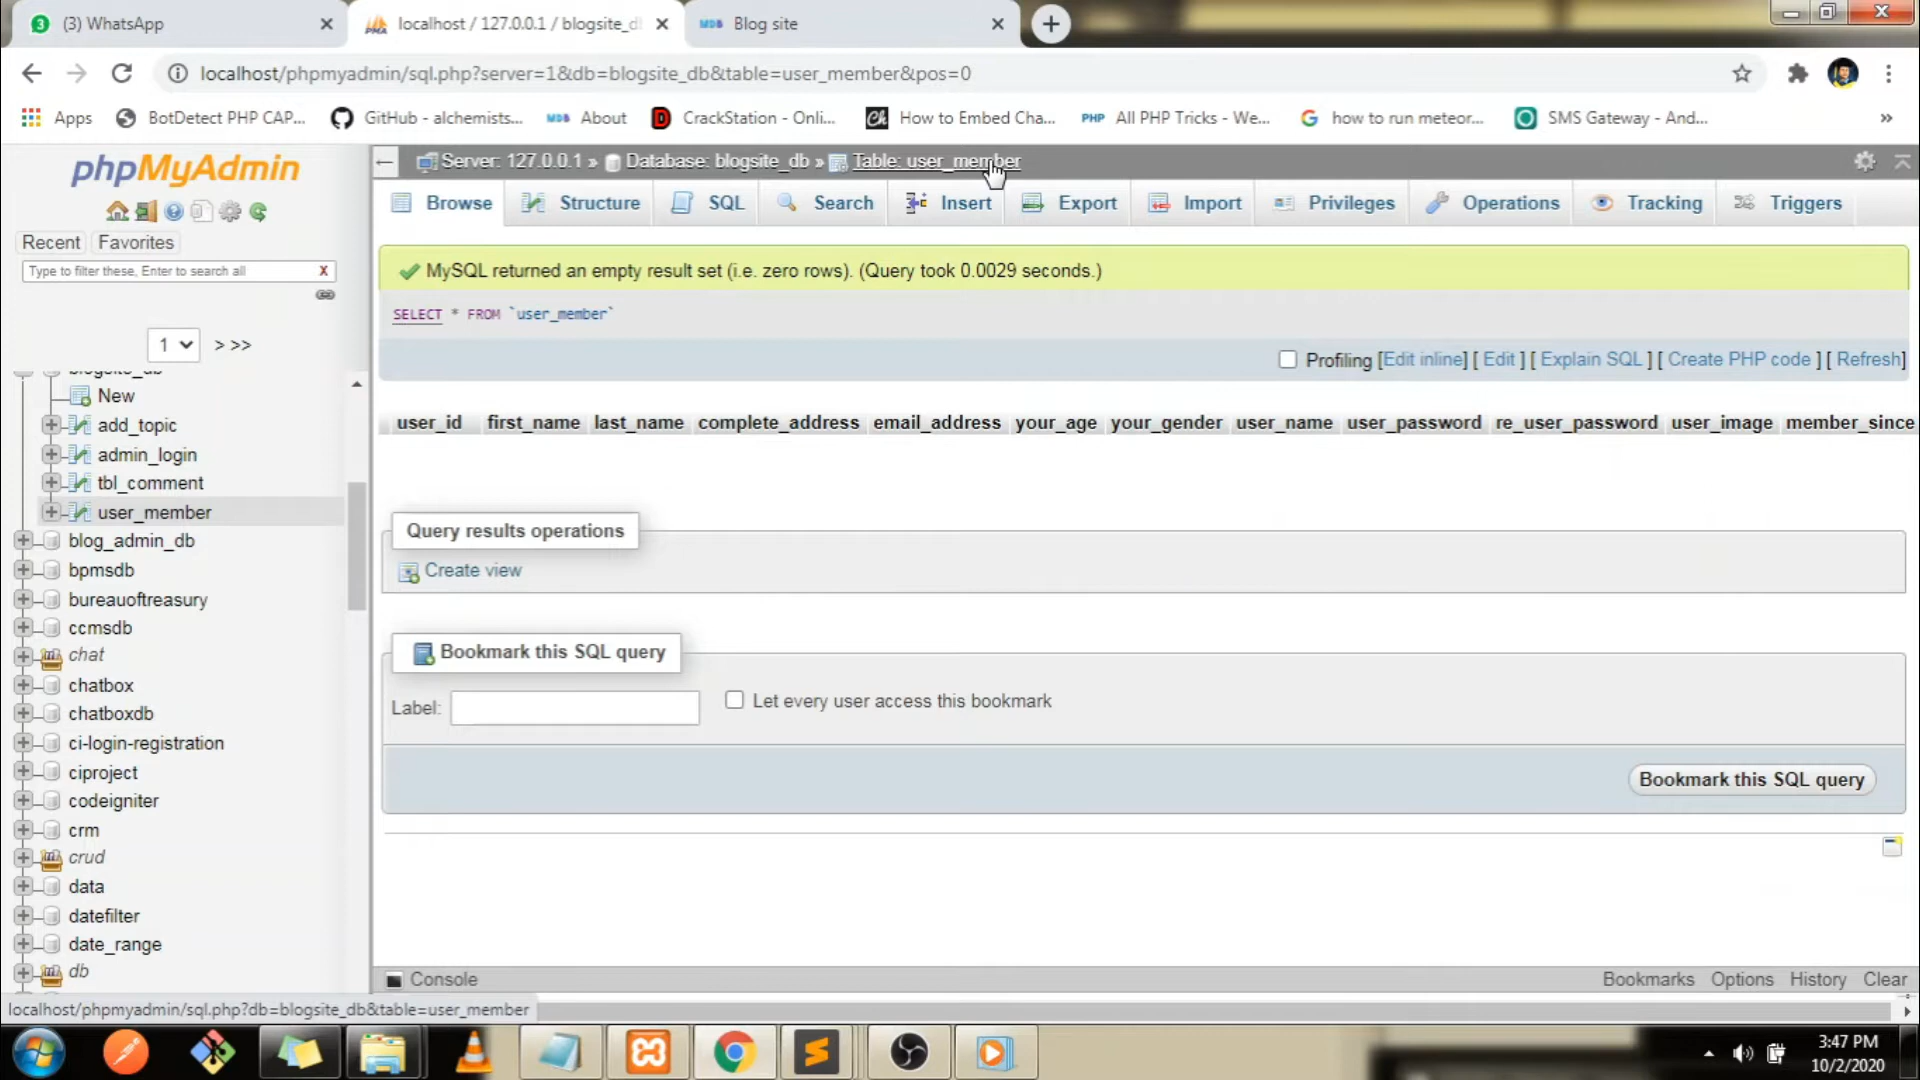 (3) WhatsApp
localhost / 127.0.0.1 / blogsite_d
Blog site
localhost/phpmyadmin/sql.php?server=1&db=blogsite_db&table=user_member&pos=0
Apps
BotDetect PHP CAP...
GitHub - alchemists...
MDB About
CrackStation - Onli...
How to Embed Cha...
PHP All PHP Tricks - We...
how to run meteor...
SMS Gateway - And...
»
phpMyAdmin
Recent Favorites
Type to filter these, Enter to search all X
1 > >>
blogsite_db
New
add_topic
admin_login
tbl_comment
user_member
blog_admin_db
bpmsdb
bureauoftreasury
ccmsdb
chat
chatbox
chatboxdb
ci-login-registration
ciproject
codeigniter
crm
crud
data
datefilter
date_range
db
Server: 127.0.0.1 » Database: blogsite_db » Table: user_member
Browse Structure SQL Search Insert Export Import Privileges Operations Tracking Triggers
MySQL returned an empty result set (i.e. zero rows). (Query took 0.0029 seconds.)
SELECT * FROM `user_member`
Profiling [Edit inline] [ Edit ] [ Explain SQL ] [ Create PHP code ] [ Refresh]
user_id first_name last_name complete_address email_address your_age your_gender user_name user_password re_user_password user_image member_since
Query results operations
Create view
Bookmark this SQL query
Label:
Let every user access this bookmark
Bookmark this SQL query
Console
Bookmarks Options History Clear
localhost/phpmyadmin/sql.php?db=blogsite_db&table=user_member
3:47 PM
10/2/2020